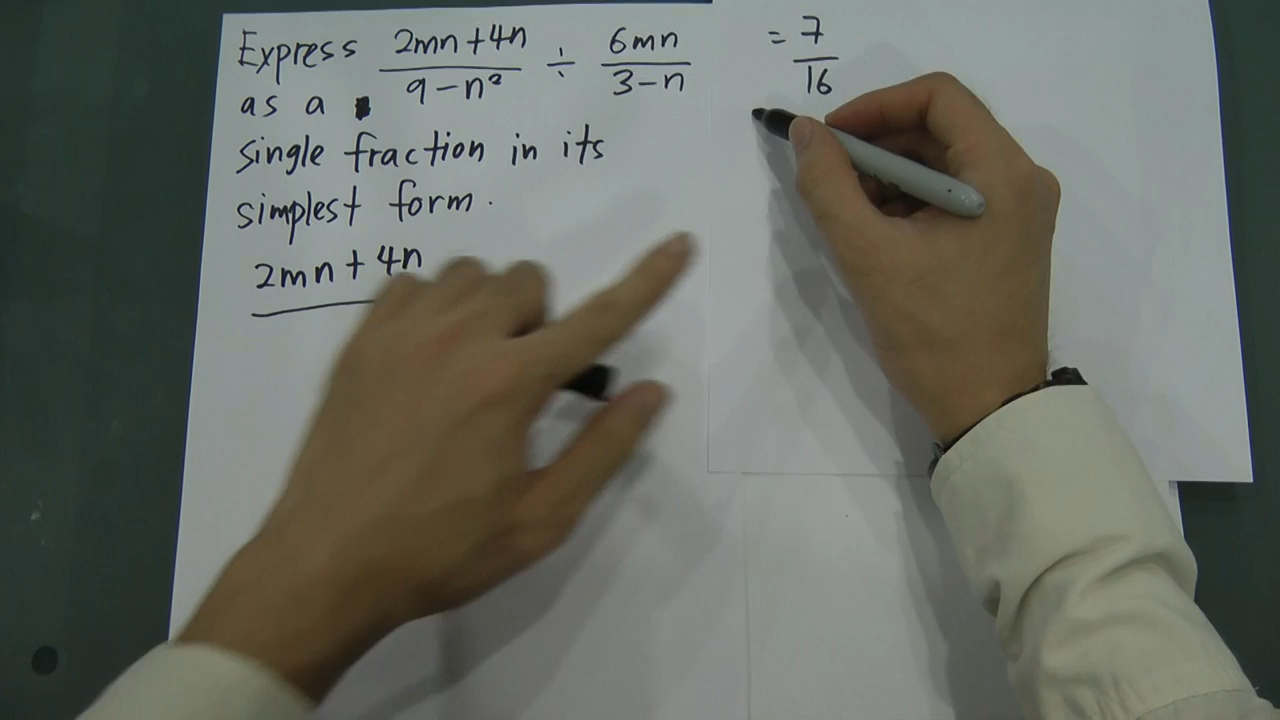 Express (2mn+4n)/(9-n²) ÷ (6mn)/(3-n)
as a
single fraction in its
simplest form.
2mn + 4n
= 7/16